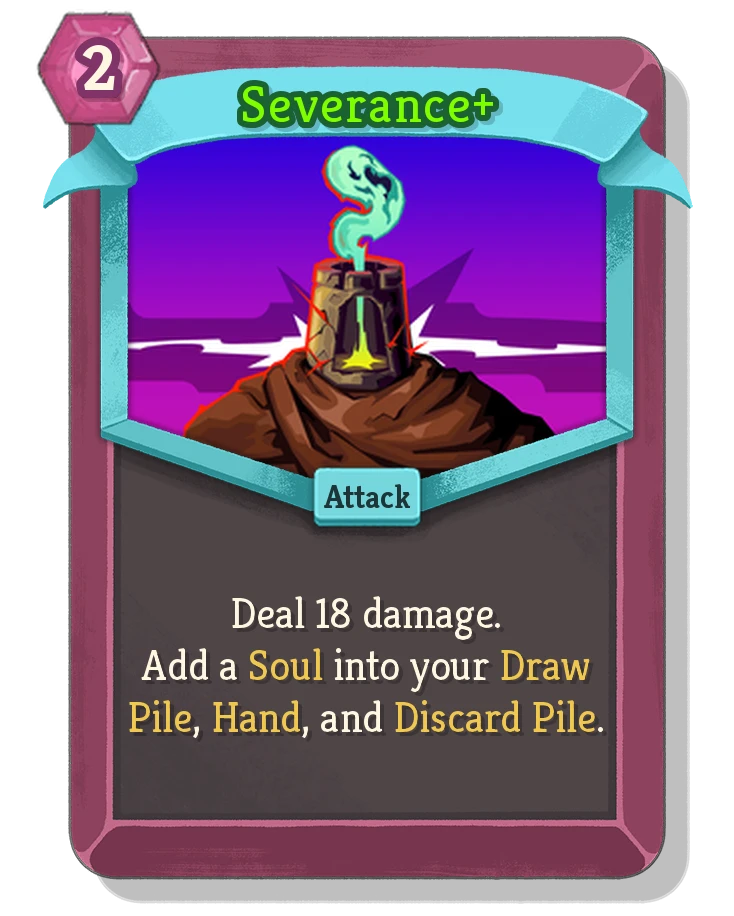 2
Severance+
Attack
Deal 18 damage.
Add a Soul into your Draw
Pile, Hand, and Discard Pile.